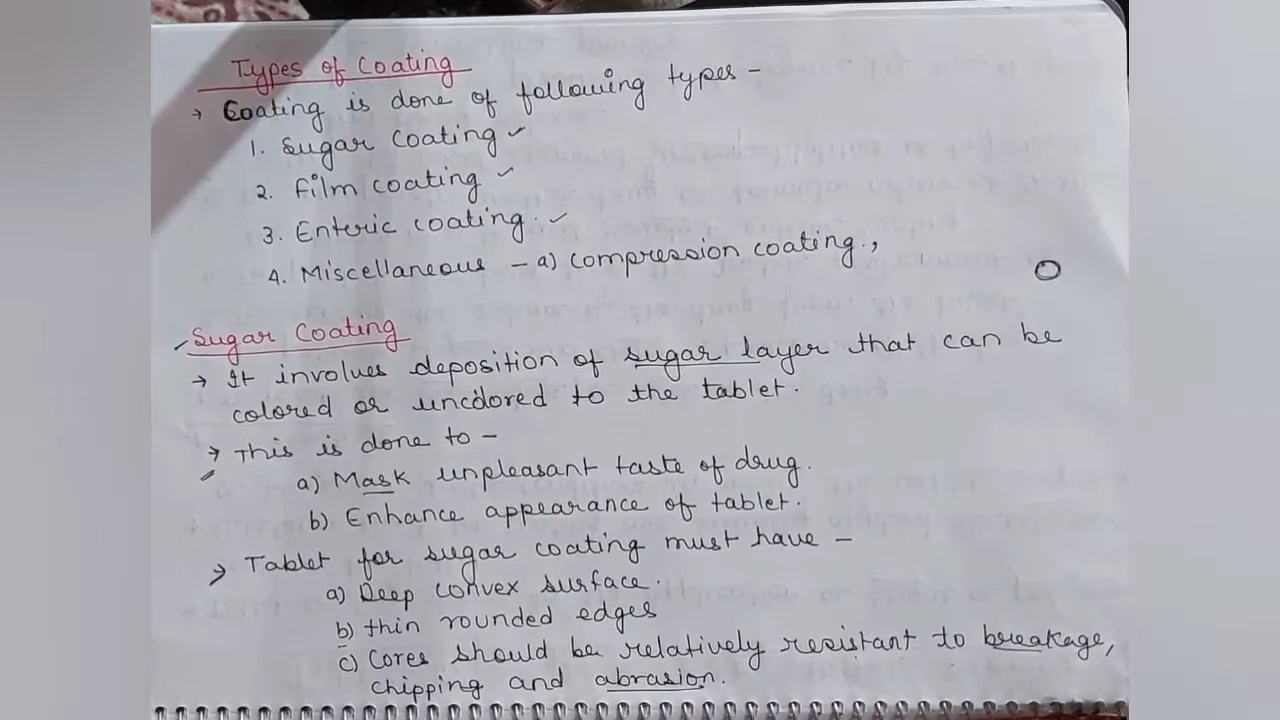 Types of Coating
→ Coating is done of following types -
1. Sugar Coating ✓
2. Film coating ✓
3. Enteric coating. ✓
4. Miscellaneous - a) compression coating.,
Sugar Coating
→ It involves deposition of sugar layer that can be
colored or uncolored to the tablet.
→ This is done to -
a) Mask unpleasant taste of drug.
b) Enhance appearance of tablet.
→ Tablet for sugar coating must have -
a) Deep convex surface.
b) thin rounded edges
c) Cores should be relatively resistant to breakage,
chipping and abrasion.